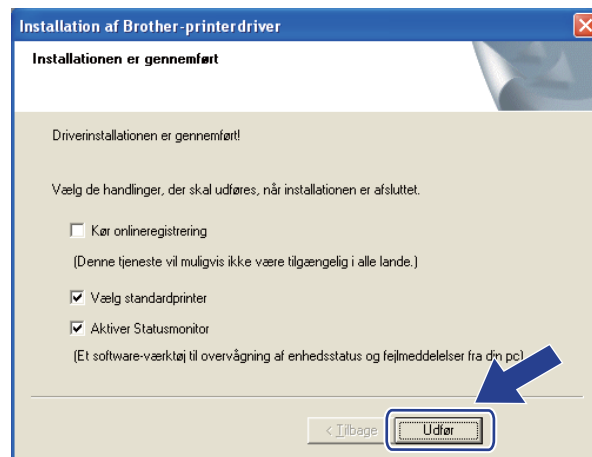 Installation af Brother-printerdriver
Installationen er gennemført
Driverinstallationen er gennemført!
Vælg de handlinger, der skal udføres, når installationen er afsluttet.
Kør onlineregistrering
(Denne tjeneste vil muligvis ikke være tilgængelig i alle lande.)
Vælg standardprinter
Aktiver Statusmonitor
(Et software-værktøj til overvågning af enhedsstatus og fejlmeddelelser fra din pc)
< Tilbage
Udfør